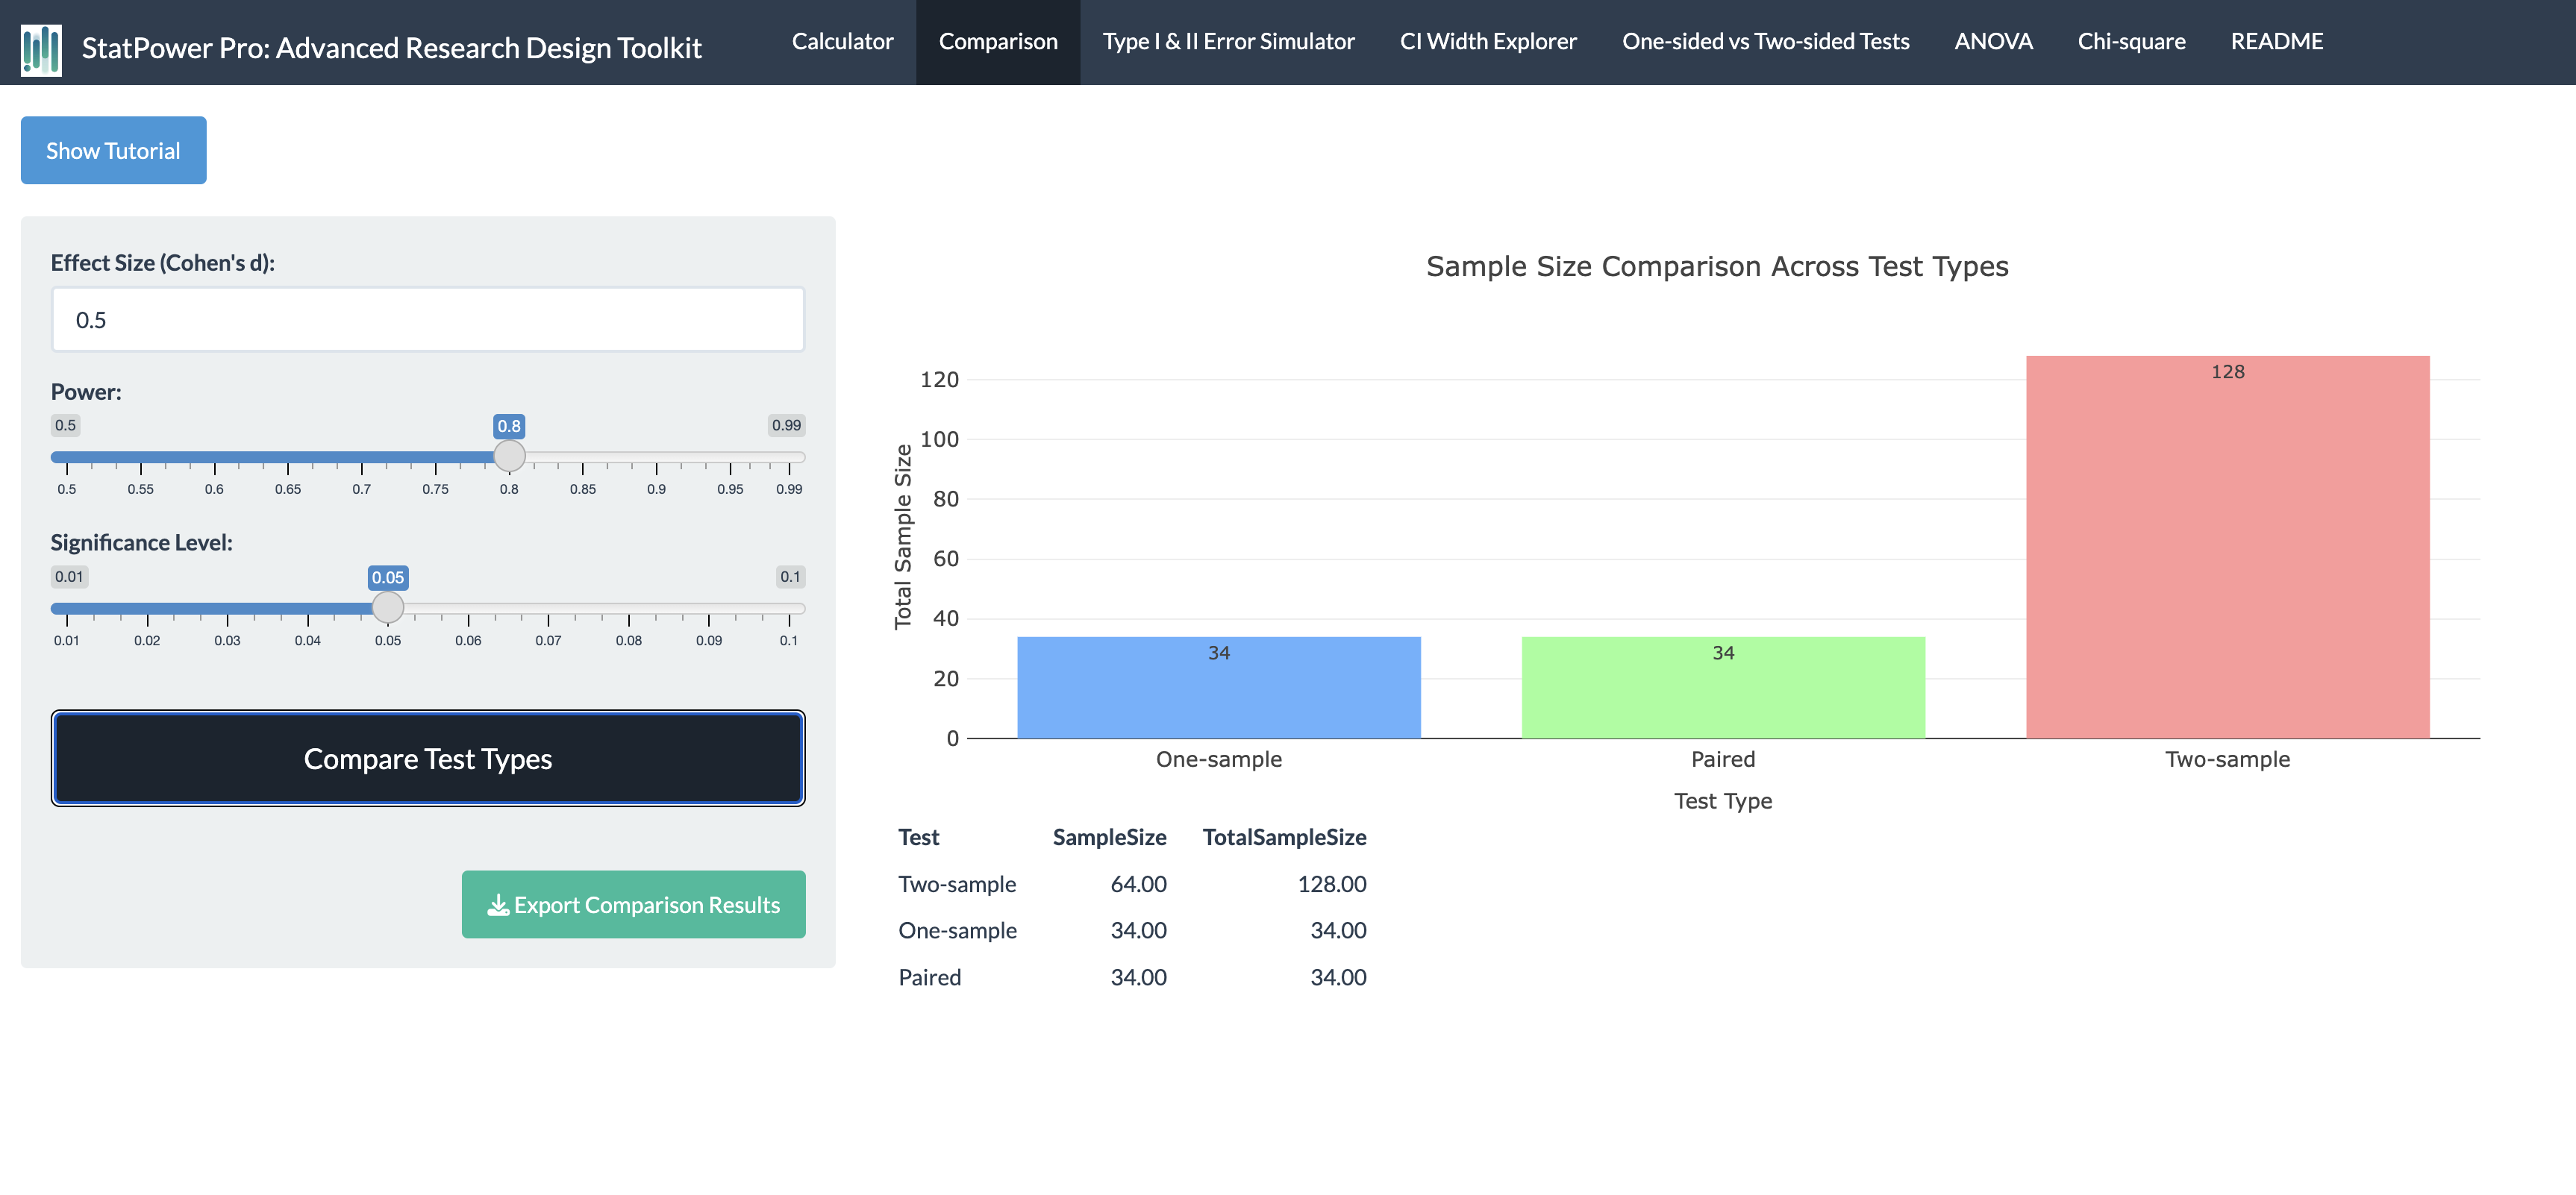 StatPower Pro: Advanced Research Design Toolkit
Calculator Comparison Type I & II Error Simulator CI Width Explorer One-sided vs Two-sided Tests ANOVA Chi-square README
Show Tutorial
Effect Size (Cohen's d):
0.5
Power:
0.5 0.8 0.99
0.5 0.55 0.6 0.65 0.7 0.75 0.8 0.85 0.9 0.95 0.99
Significance Level:
0.01 0.05 0.1
0.01 0.02 0.03 0.04 0.05 0.06 0.07 0.08 0.09 0.1
Compare Test Types
Export Comparison Results
Sample Size Comparison Across Test Types
Total Sample Size
120
100
80
60
40
20
0
34 34 128
One-sample Paired Two-sample
Test Type
Test SampleSize TotalSampleSize
Two-sample 64.00 128.00
One-sample 34.00 34.00
Paired 34.00 34.00